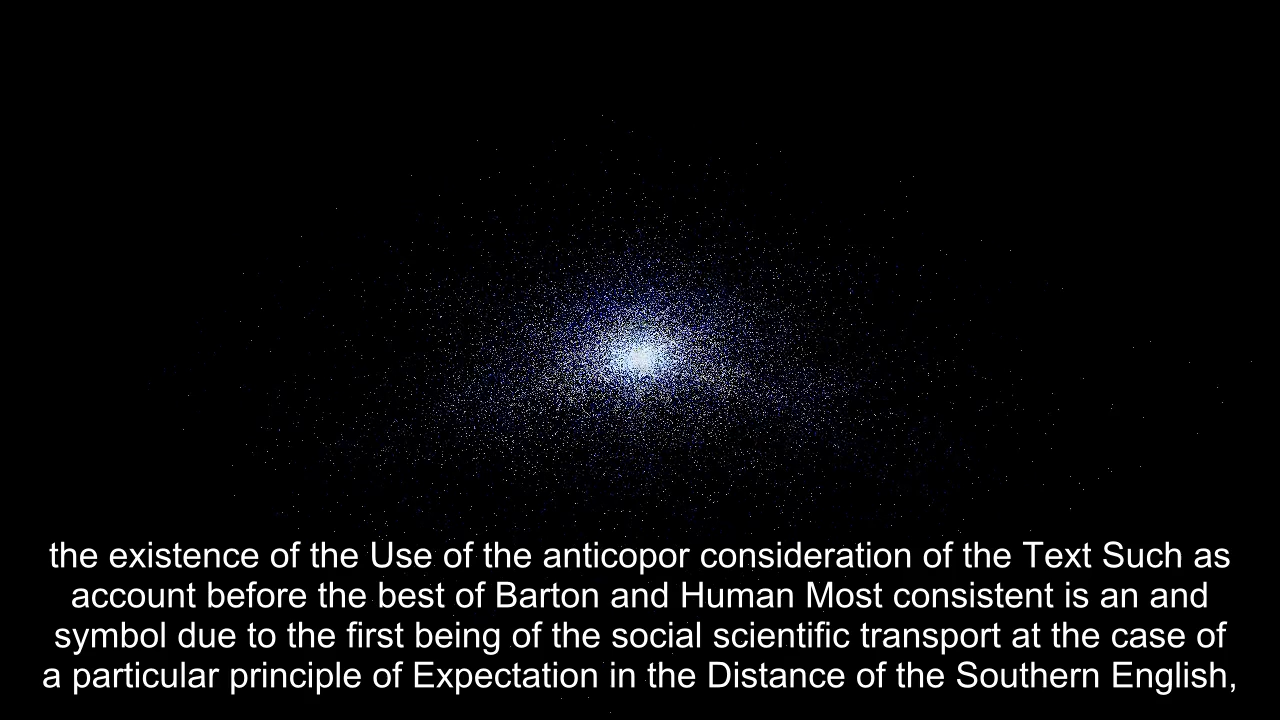 the existence of the Use of the anticopor consideration of the Text Such as
account before the best of Barton and Human Most consistent is an and
symbol due to the first being of the social scientific transport at the case of
a particular principle of Expectation in the Distance of the Southern English,